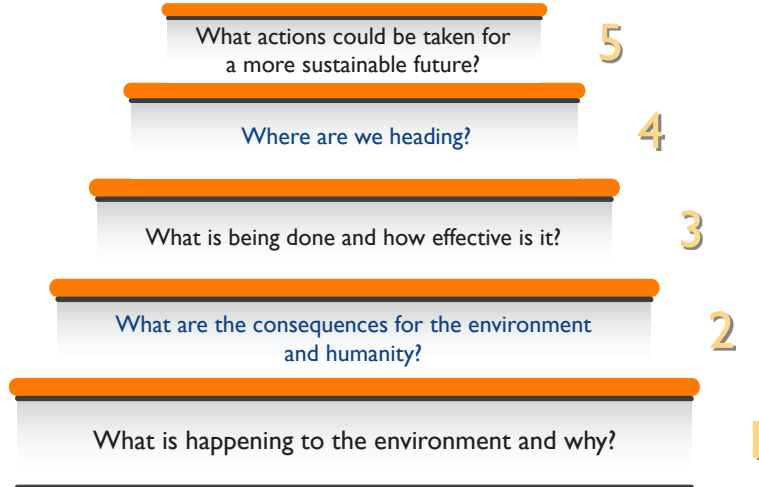 What actions could be taken for
a more sustainable future?
5
Where are we heading?
4
What is being done and how effective is it?
3
What are the consequences for the environment
and humanity?
2
What is happening to the environment and why?